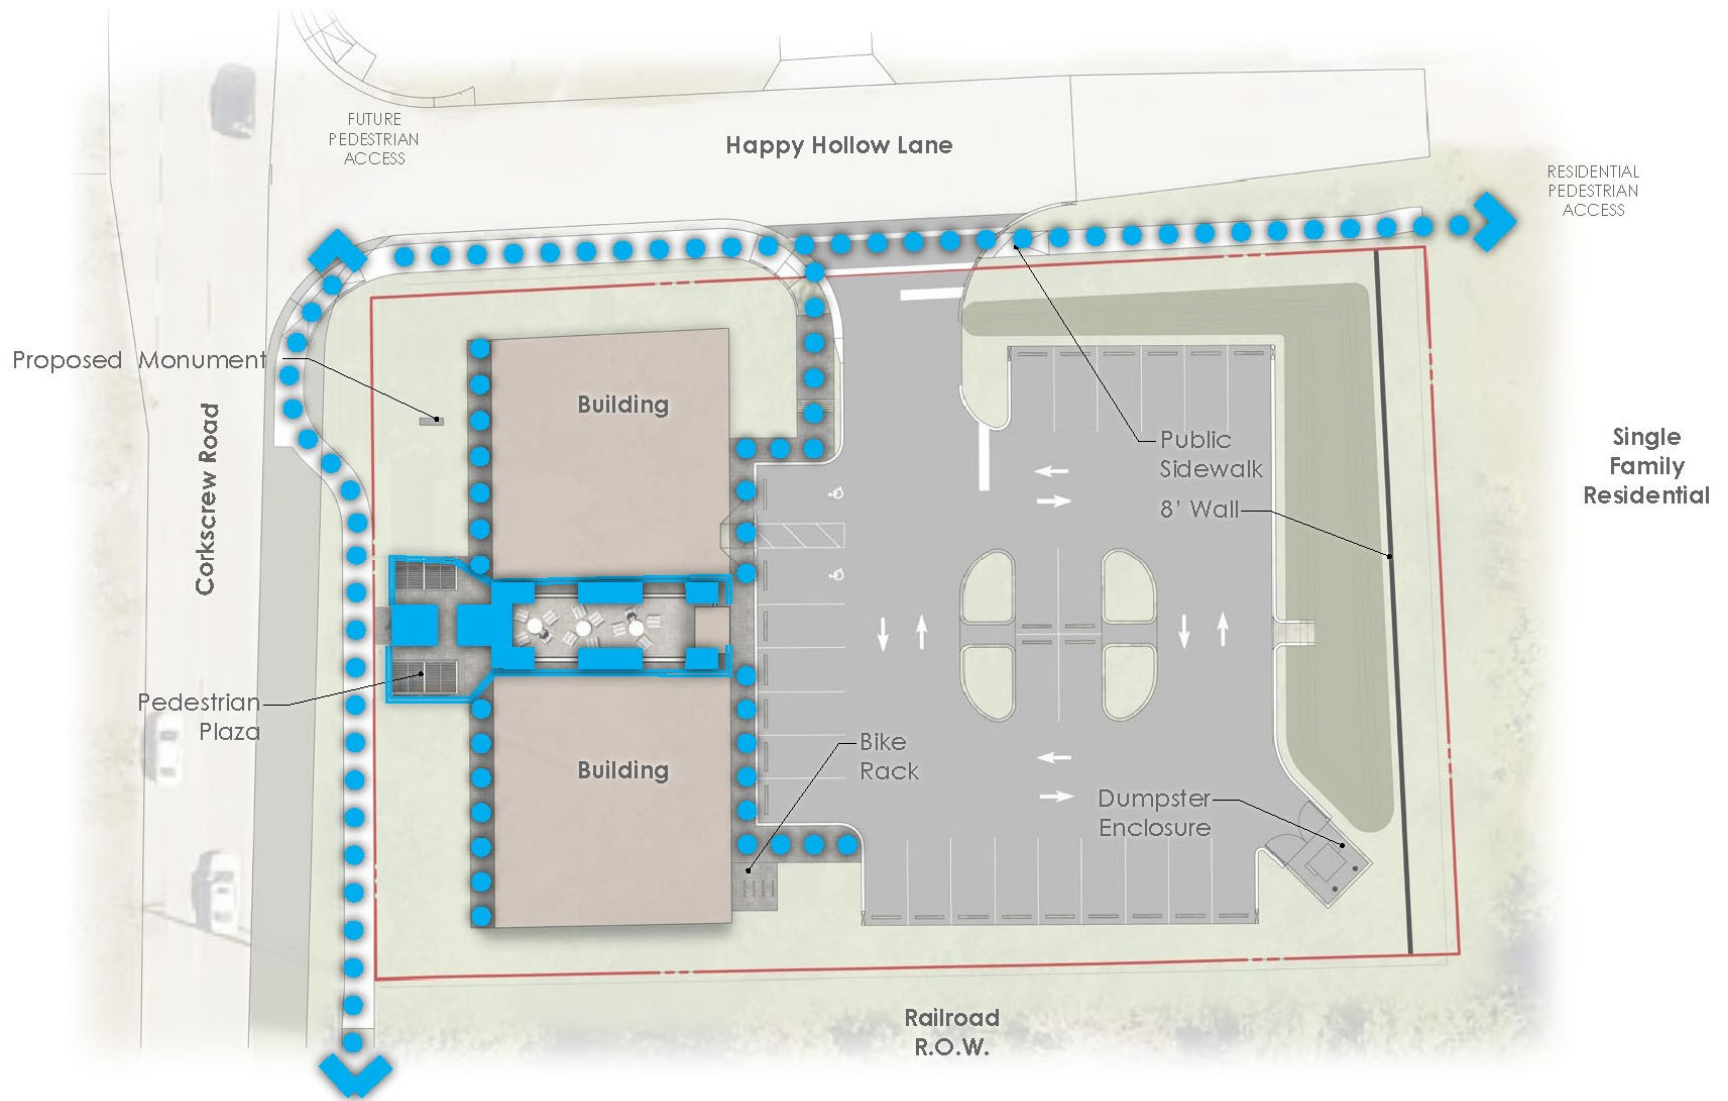 FUTURE
PEDESTRIAN
ACCESS
Happy Hollow Lane
RESIDENTIAL
PEDESTRIAN
ACCESS
Proposed Monument
Building
Corkscrew Road
Public
Sidewalk
8' Wall
Single
Family
Residential
Pedestrian
Plaza
Building
Bike
Rack
Dumpster
Enclosure
Railroad
R.O.W.